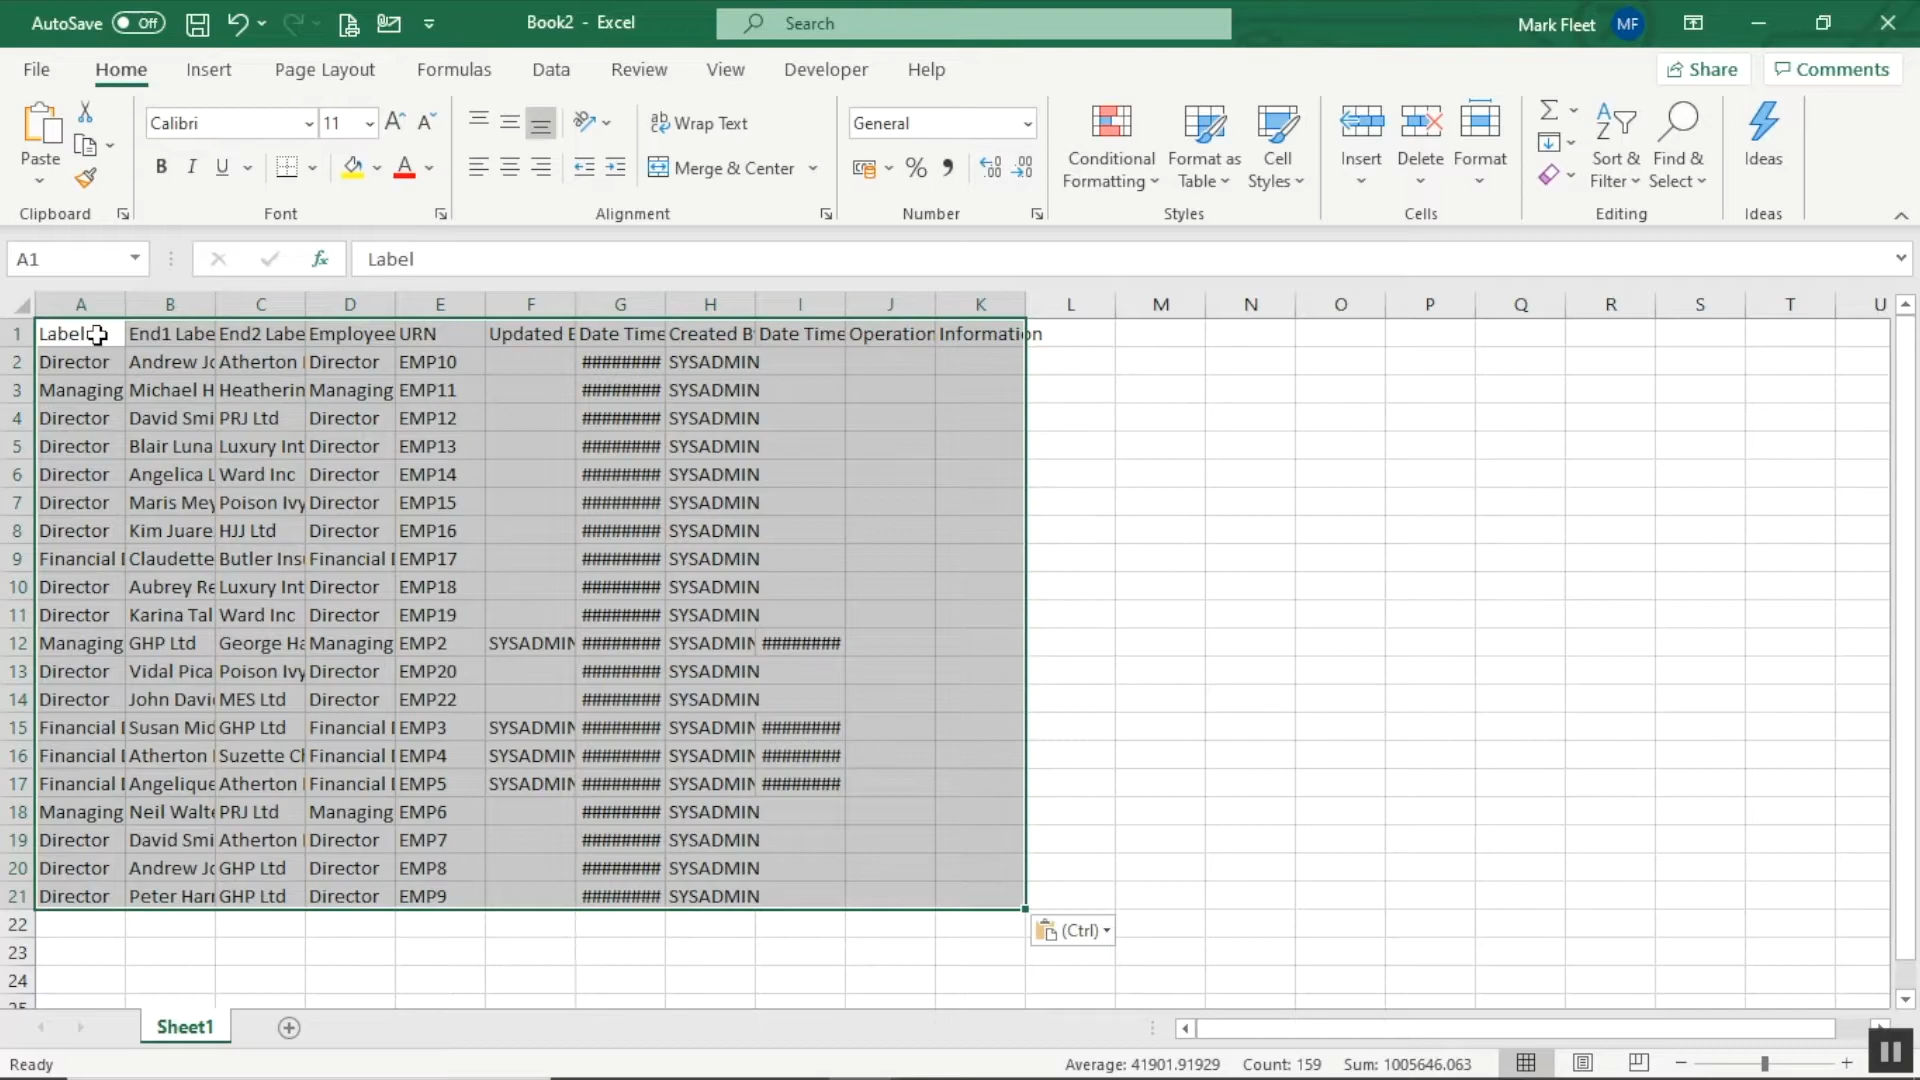 AutoSave Off Book2 - Excel Search Mark Fleet MF
File Home Insert Page Layout Formulas Data Review View Developer Help Share Comments
Calibri 11 A A Wrap Text General
Paste B I U A Merge & Center % Conditional Formatting Format as Table Cell Styles Insert Delete Format Sort & Filter Find & Select Ideas
Clipboard Font Alignment Number Styles Cells Editing Ideas
A1 fx Label
A B C D E F G H I J K L M N O P Q R S T U
1 Label End1 Labe End2 Labe Employee URN Updated B Date Time Created B Date Time Operation Information
2 Director Andrew Jo Atherton Director EMP10 ######## SYSADMIN
3 Managing Michael H Heatherin Managing EMP11 ######## SYSADMIN
4 Director David Smi PRJ Ltd Director EMP12 ######## SYSADMIN
5 Director Blair Luna Luxury Int Director EMP13 ######## SYSADMIN
6 Director Angelica L Ward Inc Director EMP14 ######## SYSADMIN
7 Director Maris Mey Poison Ivy Director EMP15 ######## SYSADMIN
8 Director Kim Juare HJJ Ltd Director EMP16 ######## SYSADMIN
9 Financial Claudette Butler Ins Financial EMP17 ######## SYSADMIN
10 Director Aubrey Re Luxury Int Director EMP18 ######## SYSADMIN
11 Director Karina Tal Ward Inc Director EMP19 ######## SYSADMIN
12 Managing GHP Ltd George Ha Managing EMP2 SYSADMIN ######## SYSADMIN ########
13 Director Vidal Pica Poison Ivy Director EMP20 ######## SYSADMIN
14 Director John Davi MES Ltd Director EMP22 ######## SYSADMIN
15 Financial Susan Mid GHP Ltd Financial EMP3 SYSADMIN ######## SYSADMIN ########
16 Financial Atherton Suzette Ch Financial EMP4 SYSADMIN ######## SYSADMIN ########
17 Financial Angelique Atherton Financial EMP5 SYSADMIN ######## SYSADMIN ########
18 Managing Neil Walte PRJ Ltd Managing EMP6 ######## SYSADMIN
19 Director David Smi Atherton Director EMP7 ######## SYSADMIN
20 Director Andrew Jo GHP Ltd Director EMP8 ######## SYSADMIN
21 Director Peter Harr GHP Ltd Director EMP9 ######## SYSADMIN
22 (Ctrl)
23
24
Sheet1
Ready Average: 41901.91929 Count: 159 Sum: 1005646.063